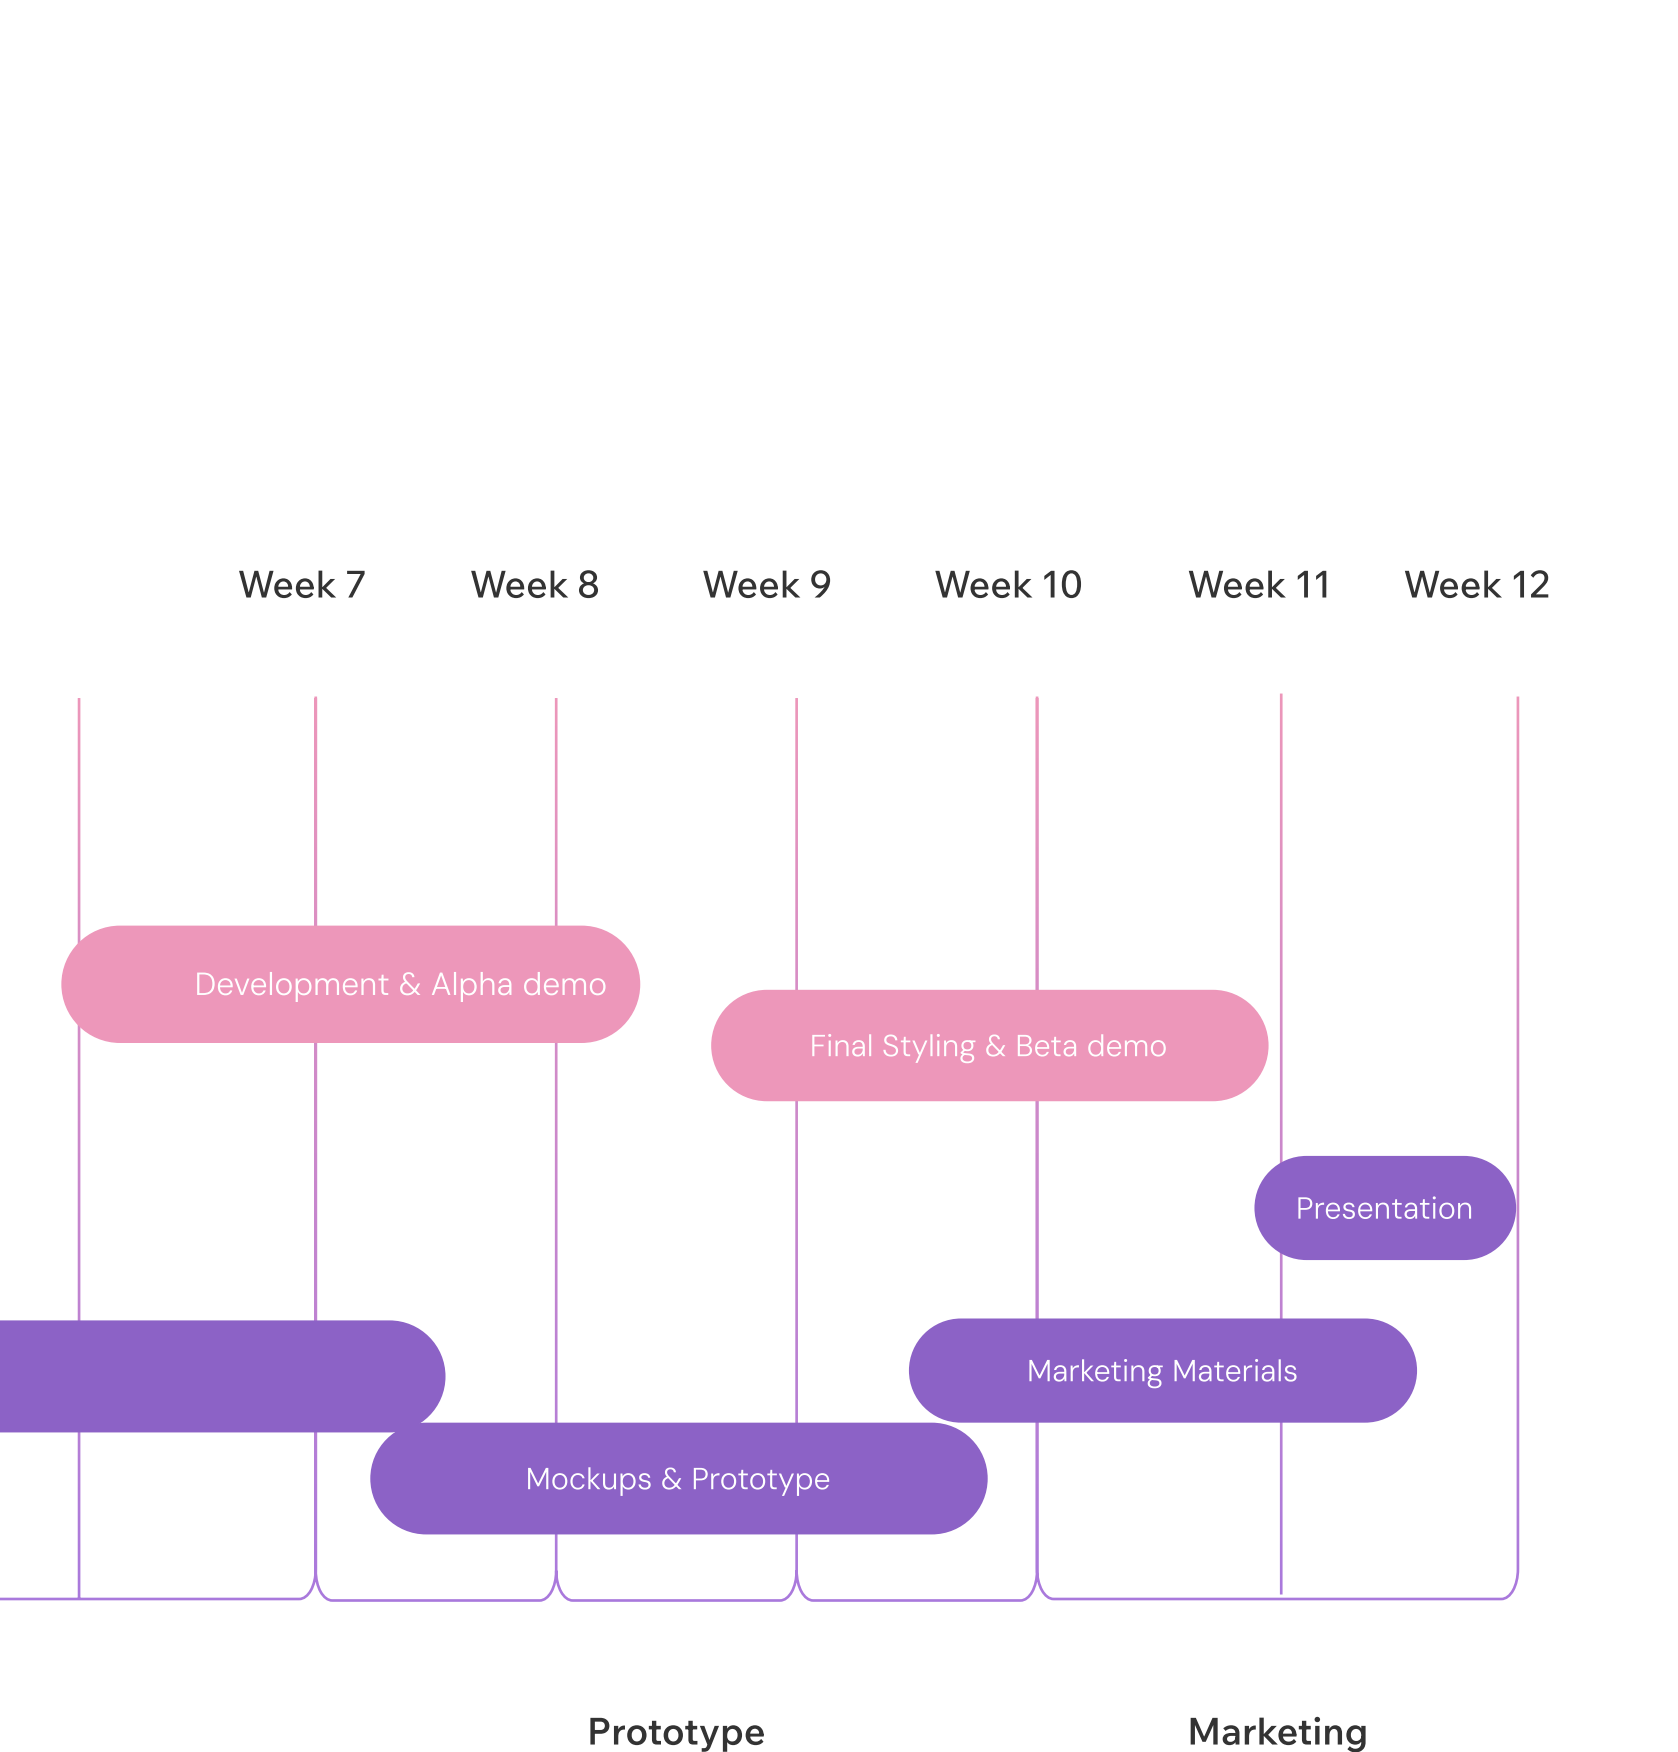 Week 7
Week 8
Week 9
Week 10
Week 11
Week 12
Development & Alpha demo
Final Styling & Beta demo
Presentation
Marketing Materials
Mockups & Prototype
Prototype
Marketing